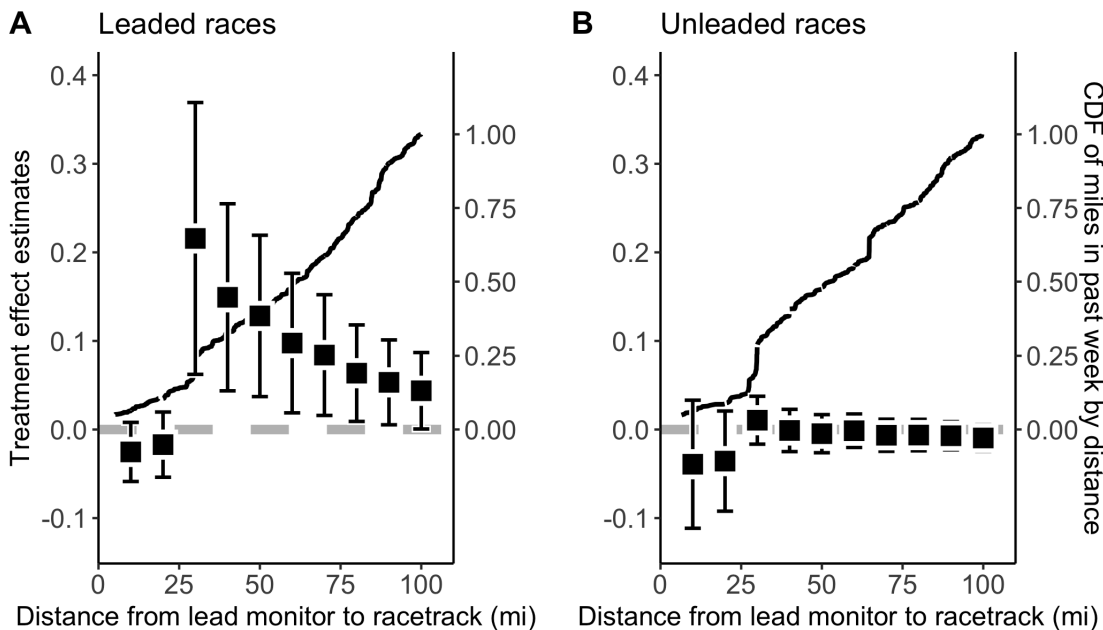 A Leaded races
B Unleaded races
Treatment effect estimates
0.4
0.3
0.2
0.1
0.0
-0.1
1.00
0.75
0.50
0.25
0.00
0 25 50 75 100
Distance from lead monitor to racetrack (mi)
0.4
0.3
0.2
0.1
0.0
-0.1
1.00
0.75
0.50
0.25
0.00
CDF of miles in past week by distance
0 25 50 75 100
Distance from lead monitor to racetrack (mi)